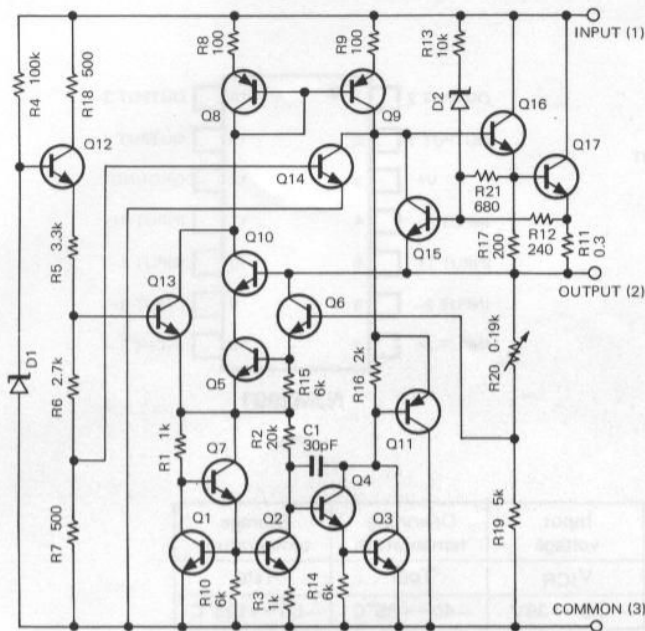 INPUT (1)
R4 100k
R18 500
R8 100
R9 100
R13 10k
Q8
Q9
D2
Q16
Q12
Q17
Q14
R21
680
R5 3.3k
Q10
Q15
R17 200
R12
240
R11 0.3
OUTPUT (2)
Q13
Q6
D1
R6 2.7k
Q5
R15 6k
R16 2k
R20 0-19k
Q11
R1 1k
R2 20k
C1
30pF
Q7
Q4
R7 500
Q1
Q2
Q3
R19 5k
R10 6k
R3 1k
R14 6k
COMMON (3)